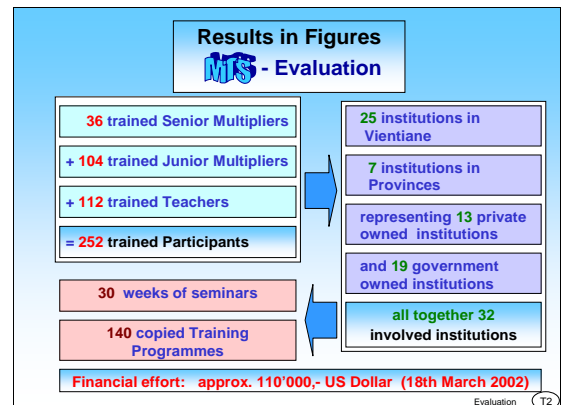 Results in Figures
MTS - Evaluation
36 trained Senior Multipliers
+ 104 trained Junior Multipliers
+ 112 trained Teachers
= 252 trained Participants
25 institutions in
Vientiane
7 institutions in
Provinces
representing 13 private
owned institutions
and 19 government
owned institutions
all together 32
involved institutions
30 weeks of seminars
140 copied Training
Programmes
Financial effort: approx. 110'000,- US Dollar (18th March 2002)
Evaluation T2